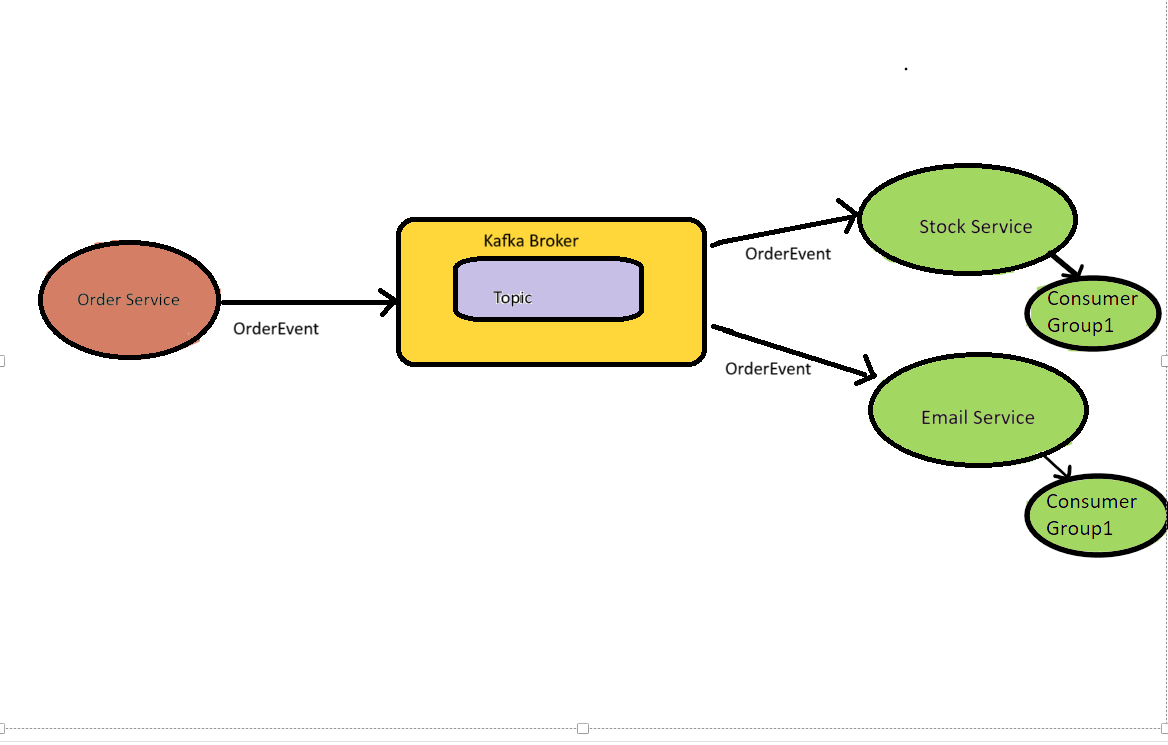 Order Service
OrderEvent
Kafka Broker
Topic
OrderEvent
Stock Service
Consumer
Group1
OrderEvent
Email Service
Consumer
Group1